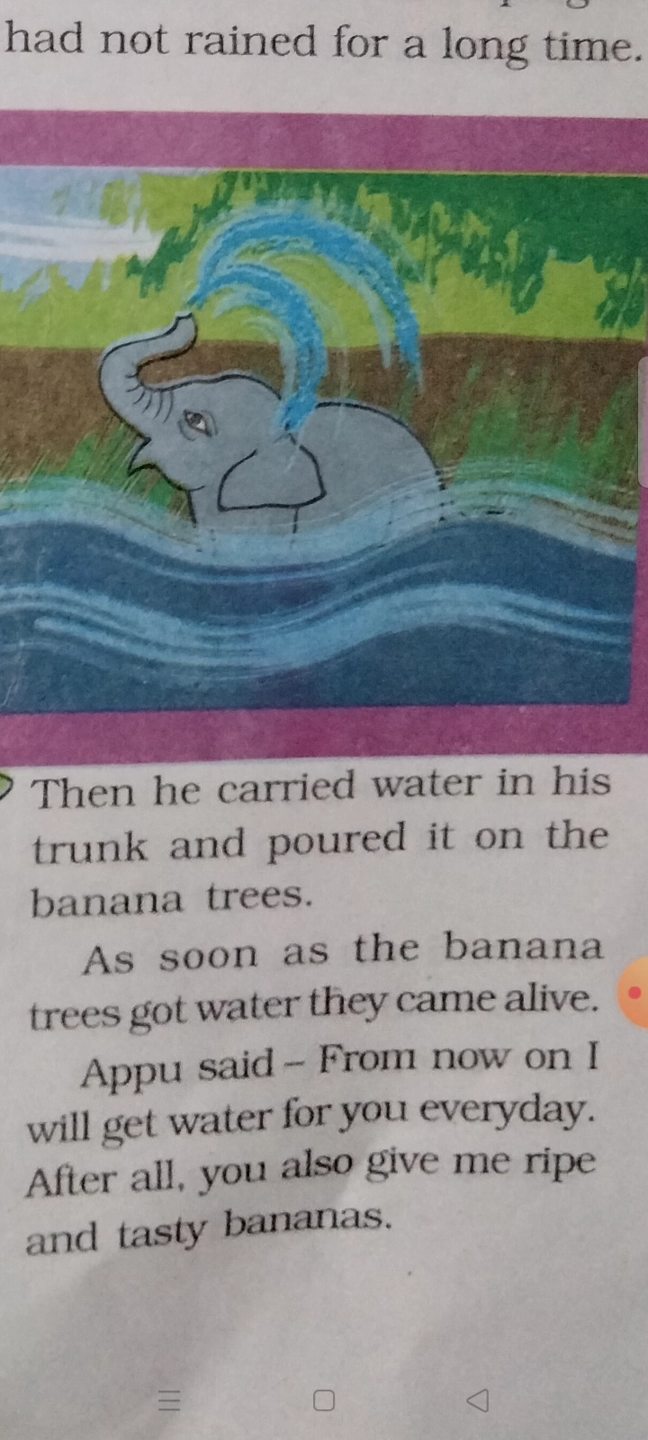 had not rained for a long time.
Then he carried water in his
trunk and poured it on the
banana trees.
As soon as the banana
trees got water they came alive.
Appu said – From now on I
will get water for you everyday.
After all, you also give me ripe
and tasty bananas.